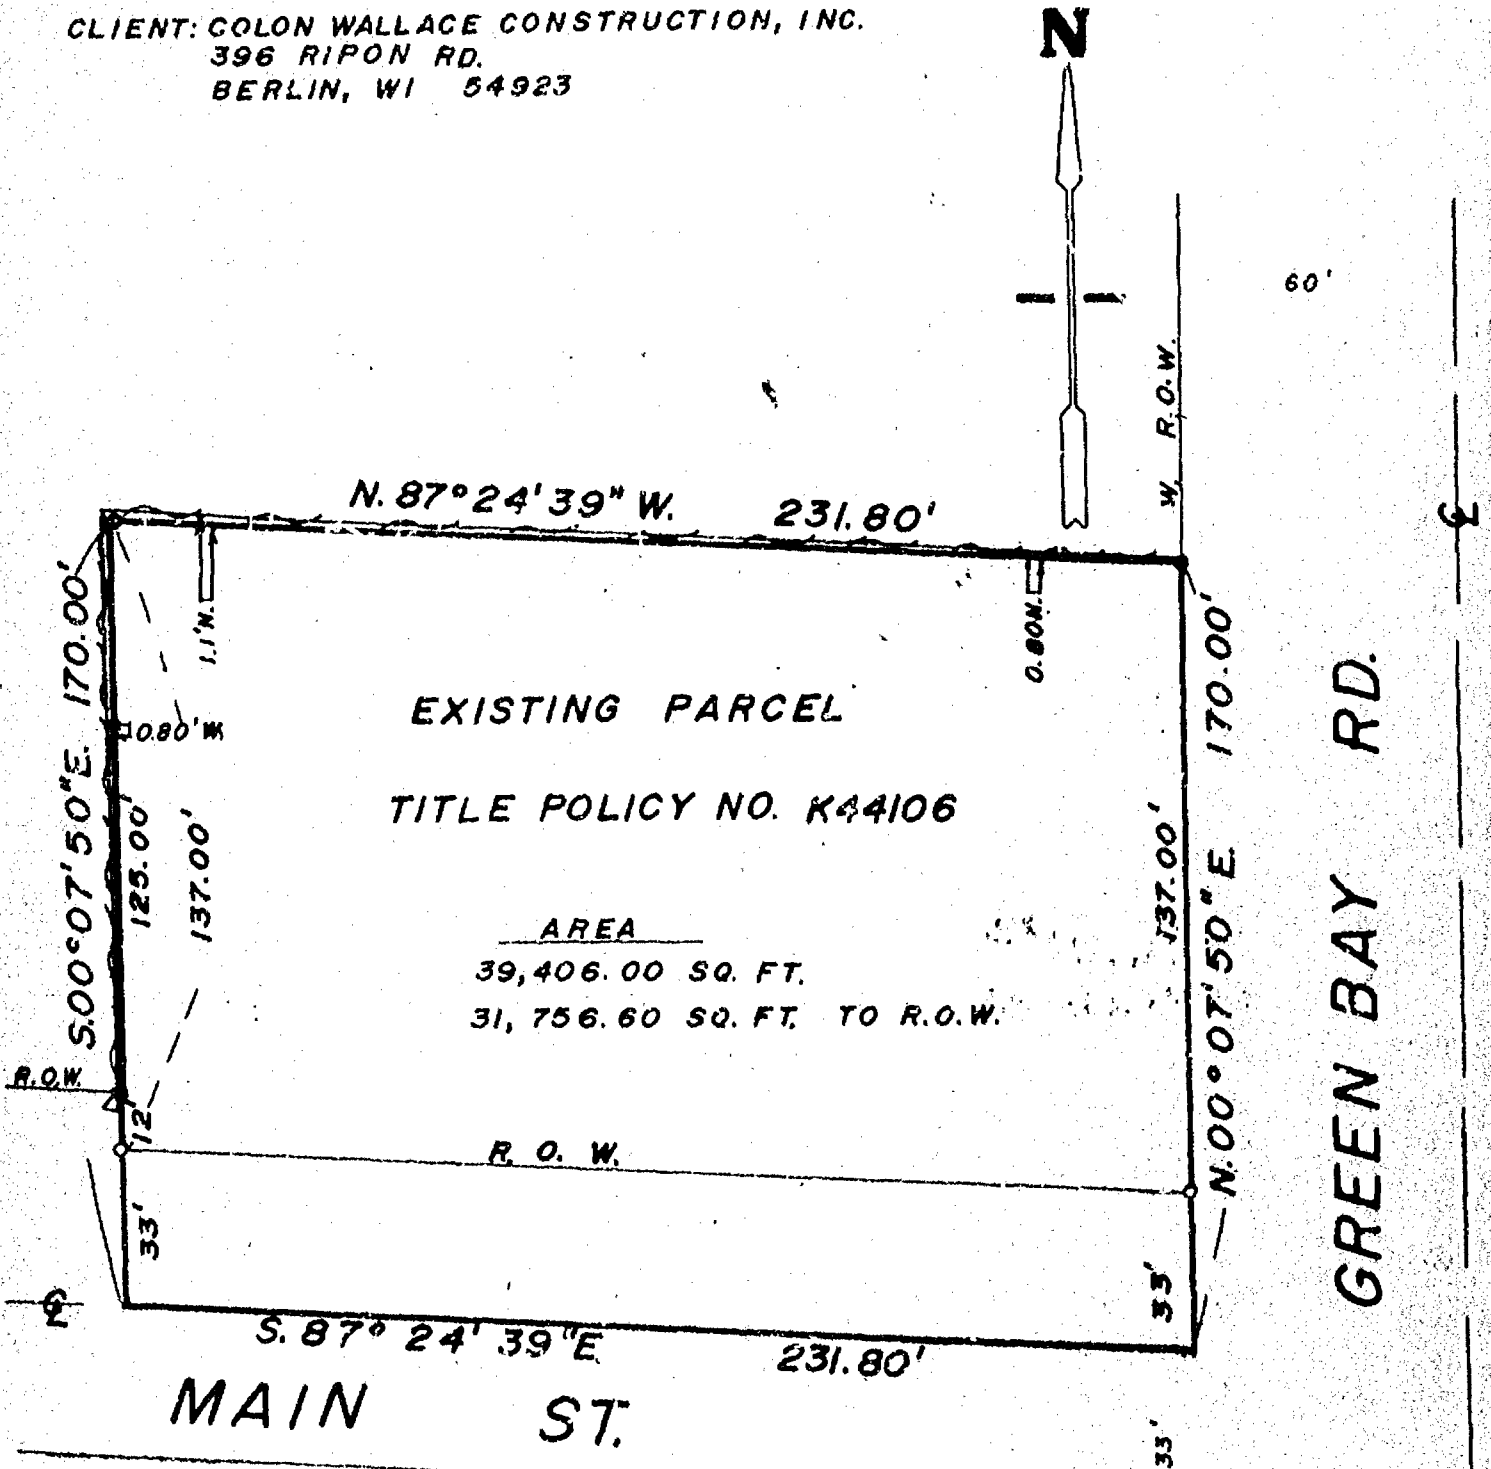 CLIENT: COLON WALLACE CONSTRUCTION, INC.
396 RIPON RD.
BERLIN, WI 54923
N
60'
W. R.O.W.
N. 87° 24' 39" W. 231.80'
℄
1.1'N.
0.80N.
S.00°07'50"E. 170.00'
170.00'
EXISTING PARCEL
0.80'W.
TITLE POLICY NO. K44106
125.00'
137.00'
137.00'
AREA
39,406.00 SQ. FT.
31,756.60 SQ. FT. TO R.O.W.
N.00°07'50"E.
GREEN BAY RD.
R.O.W.
12'
R. O. W.
33'
33'
℄
S. 87° 24' 39"E. 231.80'
MAIN ST.
33'